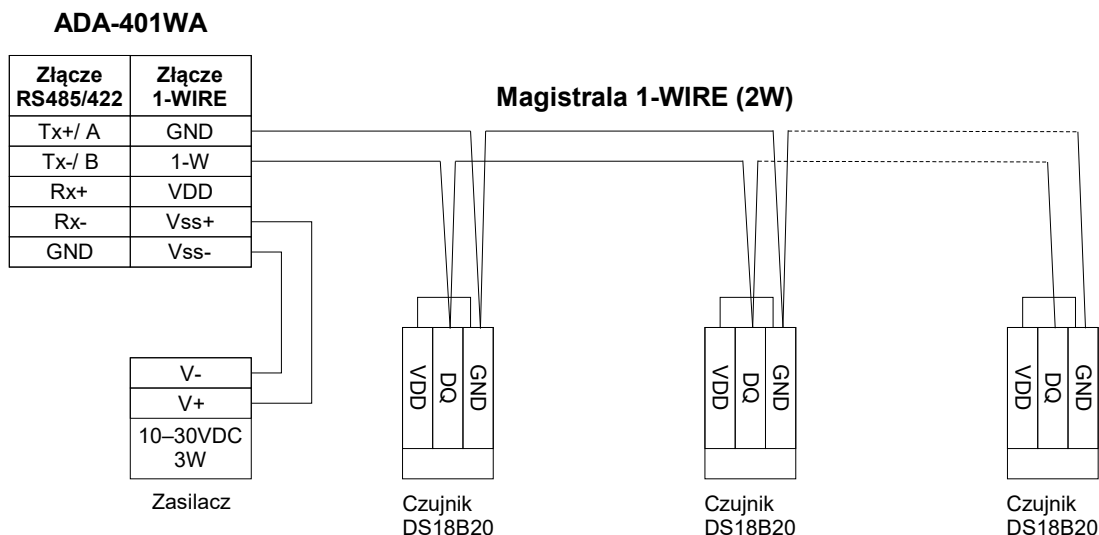 ADA-401WA
Złącze Złącze
RS485/422 1-WIRE
Magistrala 1-WIRE (2W)
Tx+/ A GND
Tx-/ B 1-W
Rx+ VDD
Rx- Vss+
GND Vss-
V-
V+
10–30VDC
3W
Zasilacz
VDD
DQ
GND
Czujnik
DS18B20
VDD
DQ
GND
Czujnik
DS18B20
VDD
DQ
GND
Czujnik
DS18B20